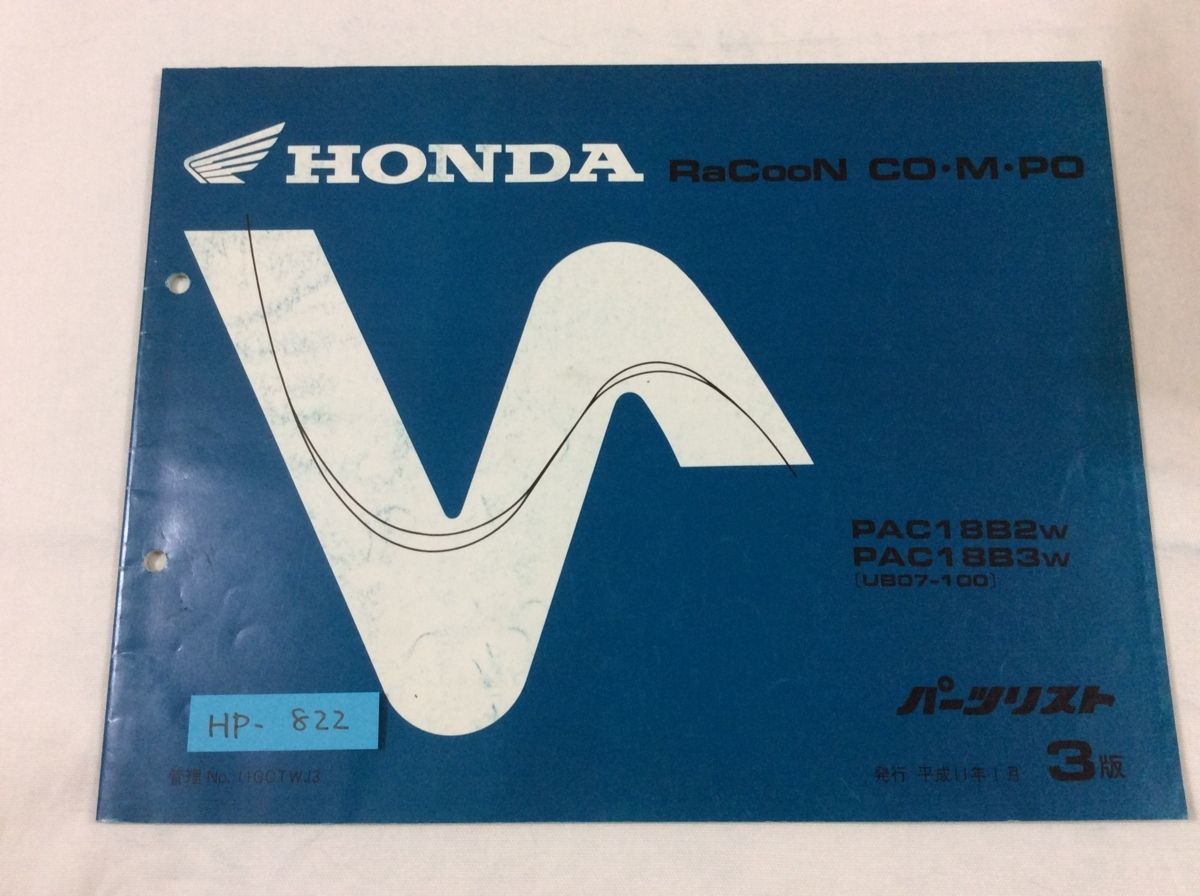 HONDA RaCooN CO・M・PO
PAC18B2W
PAC18B3W
〔UB07-100〕
パーツリスト
HP- 822
管理 No. 11GCTWJ3
発行 平成11年1月 3版